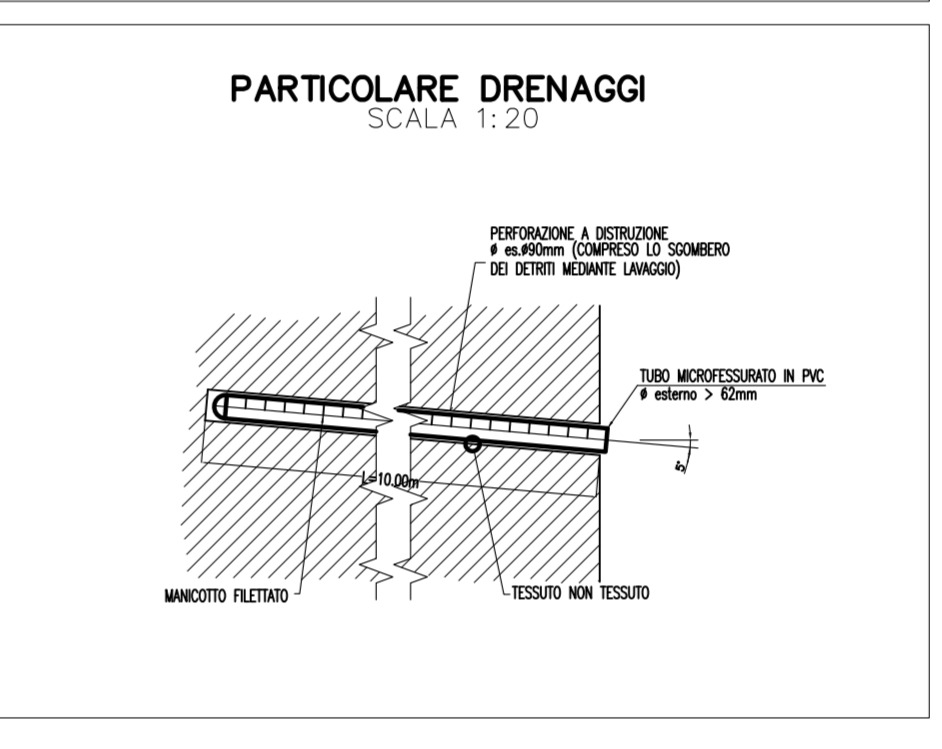 PARTICOLARE DRENAGGI
SCALA 1:20
PERFORAZIONE A DISTRUZIONE
ø es.ø90mm (COMPRESO LO SGOMBERO
DEI DETRITI MEDIANTE LAVAGGIO)
TUBO MICROFESSURATO IN PVC
ø esterno > 62mm
5°
L=10.00m
MANICOTTO FILETTATO
TESSUTO NON TESSUTO